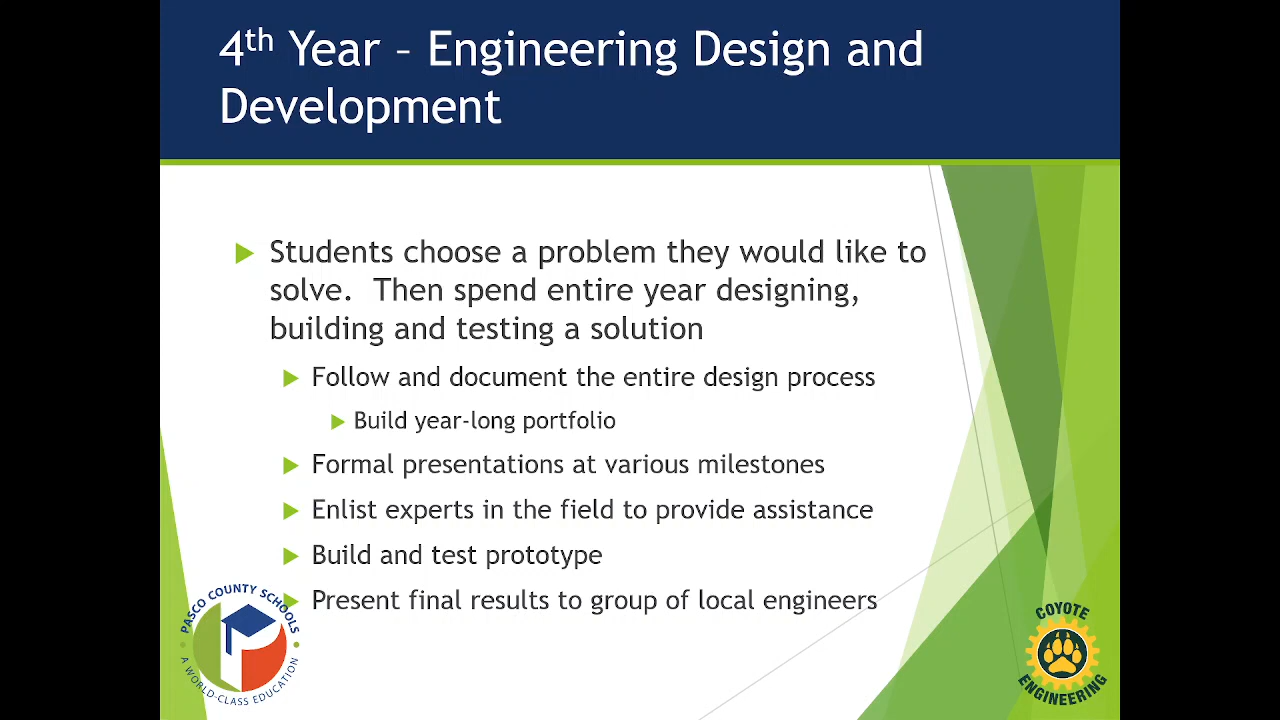 4th Year – Engineering Design and
Development
Students choose a problem they would like to
solve. Then spend entire year designing,
building and testing a solution
Follow and document the entire design process
Build year-long portfolio
Formal presentations at various milestones
Enlist experts in the field to provide assistance
Build and test prototype
Present final results to group of local engineers
PASCO COUNTY SCHOOLS
A WORLD-CLASS EDUCATION
COYOTE
ENGINEERING